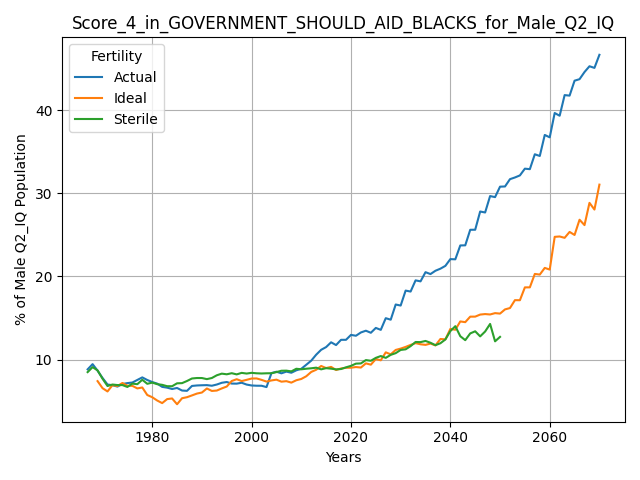 Score_4_in_GOVERNMENT_SHOULD_AID_BLACKS_for_Male_Q2_IQ
Fertility
Actual
Ideal
Sterile
% of Male Q2_IQ Population
40
30
20
10
1980 2000 2020 2040 2060
Years